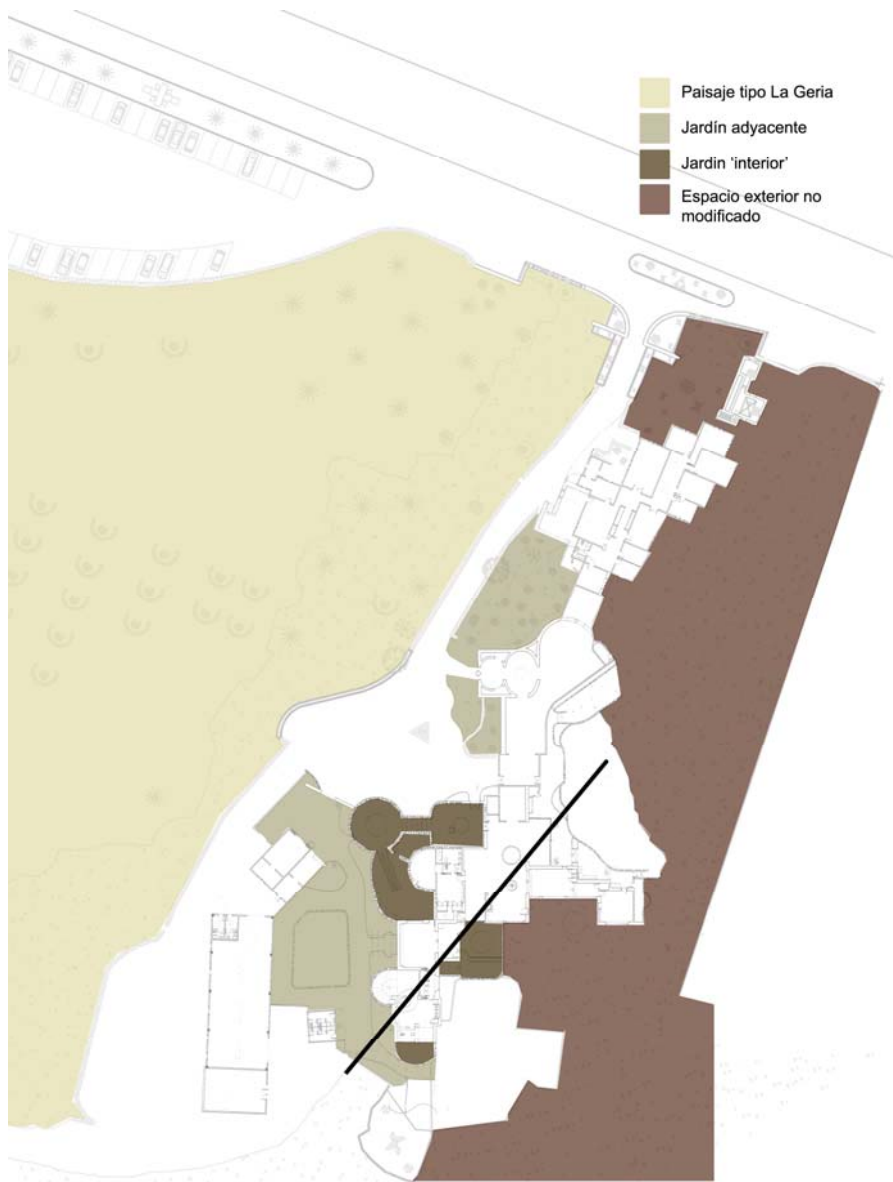 Paisaje tipo La Geria
Jardín adyacente
Jardin ‘interior’
Espacio exterior no
modificado